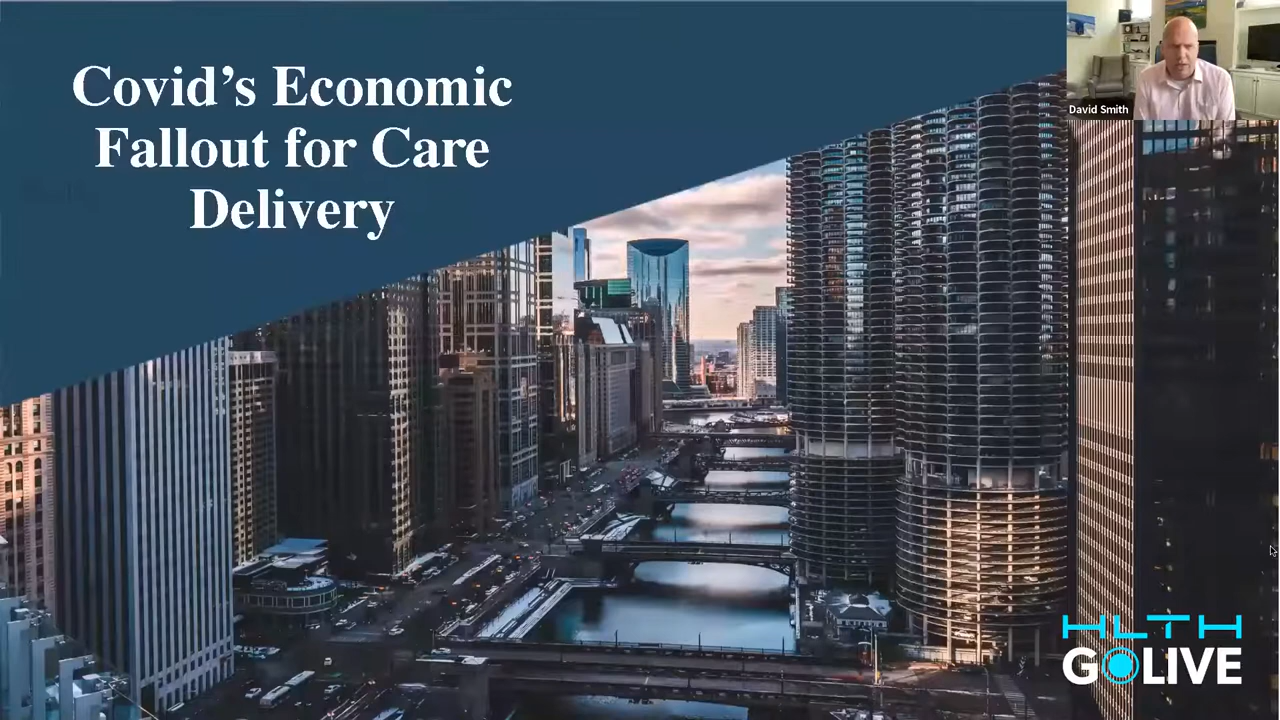 Covid’s Economic
Fallout for Care
Delivery
David Smith
HLTH
GOLIVE